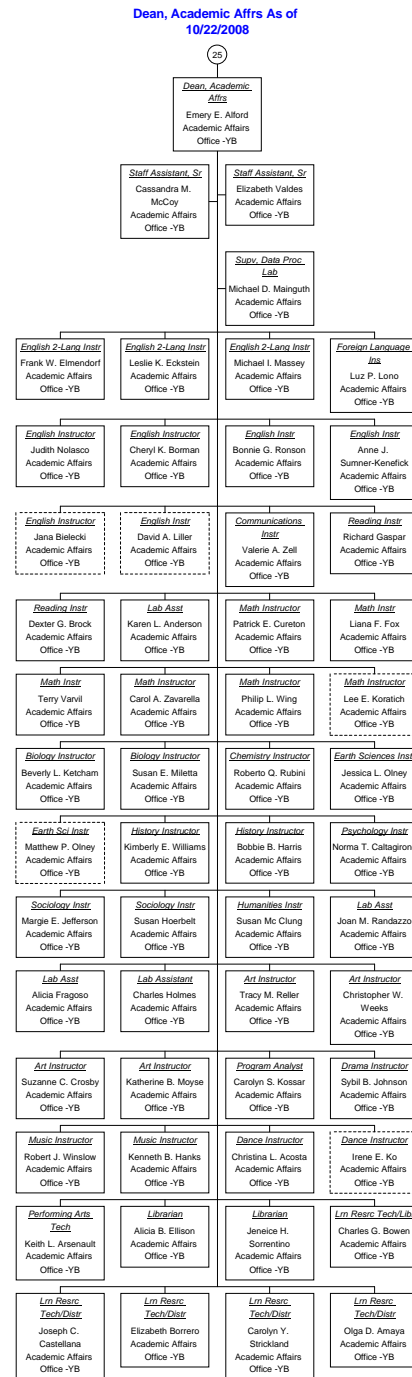 Dean, Academic Affrs As of
10/22/2008
25
Dean, Academic
Affrs
Emery E. Alford
Academic Affairs
Office -YB
Staff Assistant, Sr
Cassandra M.
McCoy
Academic Affairs
Office -YB
Staff Assistant, Sr
Elizabeth Valdes
Academic Affairs
Office -YB
Supv, Data Proc
Lab
Michael D. Mainguth
Academic Affairs
Office -YB
English 2-Lang Instr
Frank W. Elmendorf
Academic Affairs
Office -YB
English 2-Lang Instr
Leslie K. Eckstein
Academic Affairs
Office -YB
English 2-Lang Instr
Michael I. Massey
Academic Affairs
Office -YB
Foreign Language
Ins
Luz P. Lono
Academic Affairs
Office -YB
English Instructor
Judith Nolasco
Academic Affairs
Office -YB
English Instructor
Cheryl K. Borman
Academic Affairs
Office -YB
English Instr
Bonnie G. Ronson
Academic Affairs
Office -YB
English Instr
Anne J.
Sumner-Kenefick
Academic Affairs
Office -YB
English Instructor
Jana Bielecki
Academic Affairs
Office -YB
English Instr
David A. Liller
Academic Affairs
Office -YB
Communications
Instr
Valerie A. Zell
Academic Affairs
Office -YB
Reading Instr
Richard Gaspar
Academic Affairs
Office -YB
Reading Instr
Dexter G. Brock
Academic Affairs
Office -YB
Lab Asst
Karen L. Anderson
Academic Affairs
Office -YB
Math Instructor
Patrick E. Cureton
Academic Affairs
Office -YB
Math Instr
Liana F. Fox
Academic Affairs
Office -YB
Math Instr
Terry Varvil
Academic Affairs
Office -YB
Math Instructor
Carol A. Zavarella
Academic Affairs
Office -YB
Math Instructor
Philip L. Wing
Academic Affairs
Office -YB
Math Instructor
Lee E. Koratich
Academic Affairs
Office -YB
Biology Instructor
Beverly L. Ketcham
Academic Affairs
Office -YB
Biology Instructor
Susan E. Miletta
Academic Affairs
Office -YB
Chemistry Instructor
Roberto Q. Rubini
Academic Affairs
Office -YB
Earth Sciences Inst
Jessica L. Olney
Academic Affairs
Office -YB
Earth Sci Instr
Matthew P. Olney
Academic Affairs
Office -YB
History Instructor
Kimberly E. Williams
Academic Affairs
Office -YB
History Instructor
Bobbie B. Harris
Academic Affairs
Office -YB
Psychology Instr
Norma T. Caltagiron
Academic Affairs
Office -YB
Sociology Instr
Margie E. Jefferson
Academic Affairs
Office -YB
Sociology Instr
Susan Hoerbelt
Academic Affairs
Office -YB
Humanities Instr
Susan Mc Clung
Academic Affairs
Office -YB
Lab Asst
Joan M. Randazzo
Academic Affairs
Office -YB
Lab Asst
Alicia Fragoso
Academic Affairs
Office -YB
Lab Assistant
Charles Holmes
Academic Affairs
Office -YB
Art Instructor
Tracy M. Reller
Academic Affairs
Office -YB
Art Instructor
Christopher W.
Weeks
Academic Affairs
Office -YB
Art Instructor
Suzanne C. Crosby
Academic Affairs
Office -YB
Art Instructor
Katherine B. Moyse
Academic Affairs
Office -YB
Program Analyst
Carolyn S. Kossar
Academic Affairs
Office -YB
Drama Instructor
Sybil B. Johnson
Academic Affairs
Office -YB
Music Instructor
Robert J. Winslow
Academic Affairs
Office -YB
Music Instructor
Kenneth B. Hanks
Academic Affairs
Office -YB
Dance Instructor
Christina L. Acosta
Academic Affairs
Office -YB
Dance Instructor
Irene E. Ko
Academic Affairs
Office -YB
Performing Arts
Tech
Keith L. Arsenault
Academic Affairs
Office -YB
Librarian
Alicia B. Ellison
Academic Affairs
Office -YB
Librarian
Jeneice H.
Sorrentino
Academic Affairs
Office -YB
Lrn Resrc Tech/Lib
Charles G. Bowen
Academic Affairs
Office -YB
Lrn Resrc
Tech/Distr
Joseph C.
Castellana
Academic Affairs
Office -YB
Lrn Resrc
Tech/Distr
Elizabeth Borrero
Academic Affairs
Office -YB
Lrn Resrc
Tech/Distr
Carolyn Y.
Strickland
Academic Affairs
Office -YB
Lrn Resrc
Tech/Distr
Olga D. Amaya
Academic Affairs
Office -YB